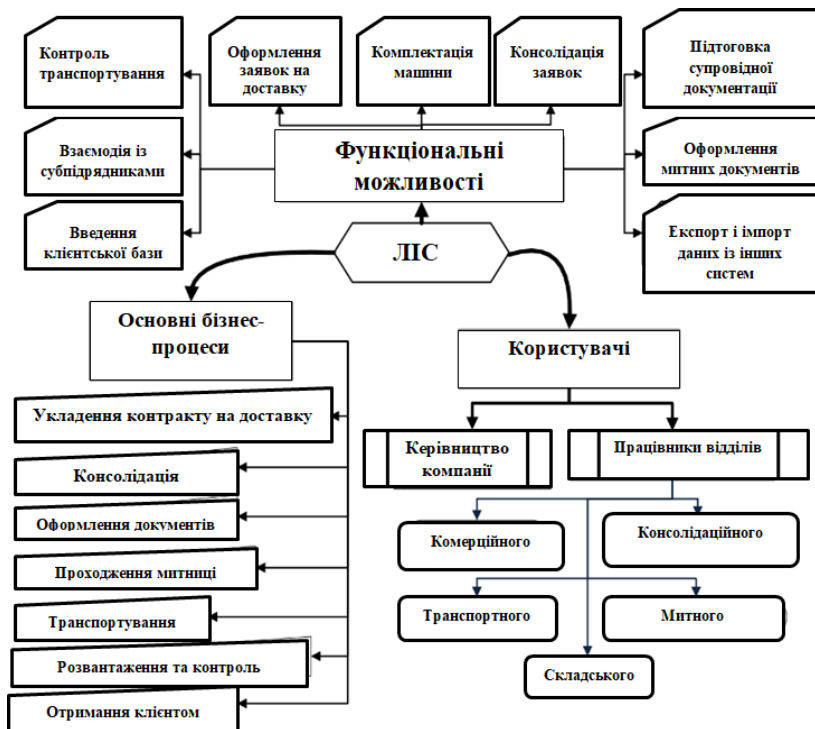 Контроль
транспортування
Оформлення
заявок на
доставку
Комплектація
машини
Консолідація
заявок
Підтоговка
супровідної
документації
Взаємодія із
субпідрядниками
Функціональні
можливості
Оформлення
митних документів
Введення
клієнтської бази
Експорт і імпорт
даних із інших
систем
ЛІС
Основні бізнес-
процеси
Користувачі
Укладення контракту на доставку
Консолідація
Оформлення документів
Проходження митниці
Транспортування
Розвантаження та контроль
Отримання клієнтом
Керівництво
компанії
Працівники відділів
Комерційного
Консолідаційного
Транспортного
Митного
Складського